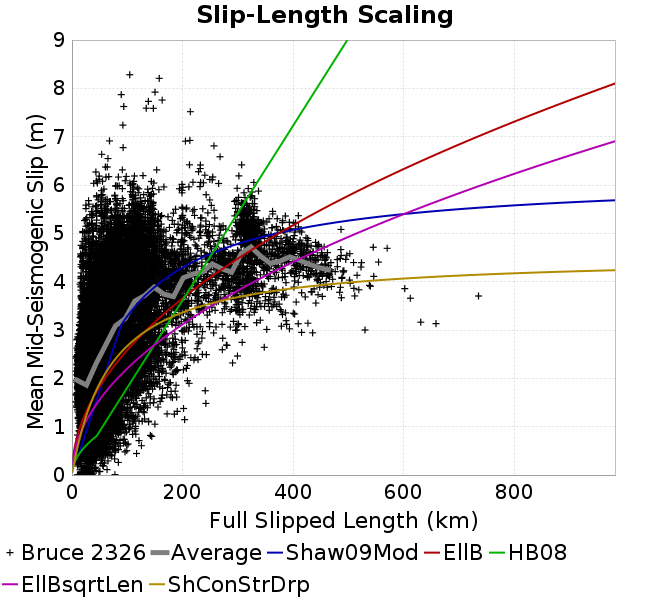 Slip-Length Scaling
Mean Mid-Seismogenic Slip (m)
9
8
7
6
5
4
3
2
1
0
0 200 400 600 800
Full Slipped Length (km)
Bruce 2326 Average Shaw09Mod EllB HB08
EllBsqrtLen ShConStrDrp